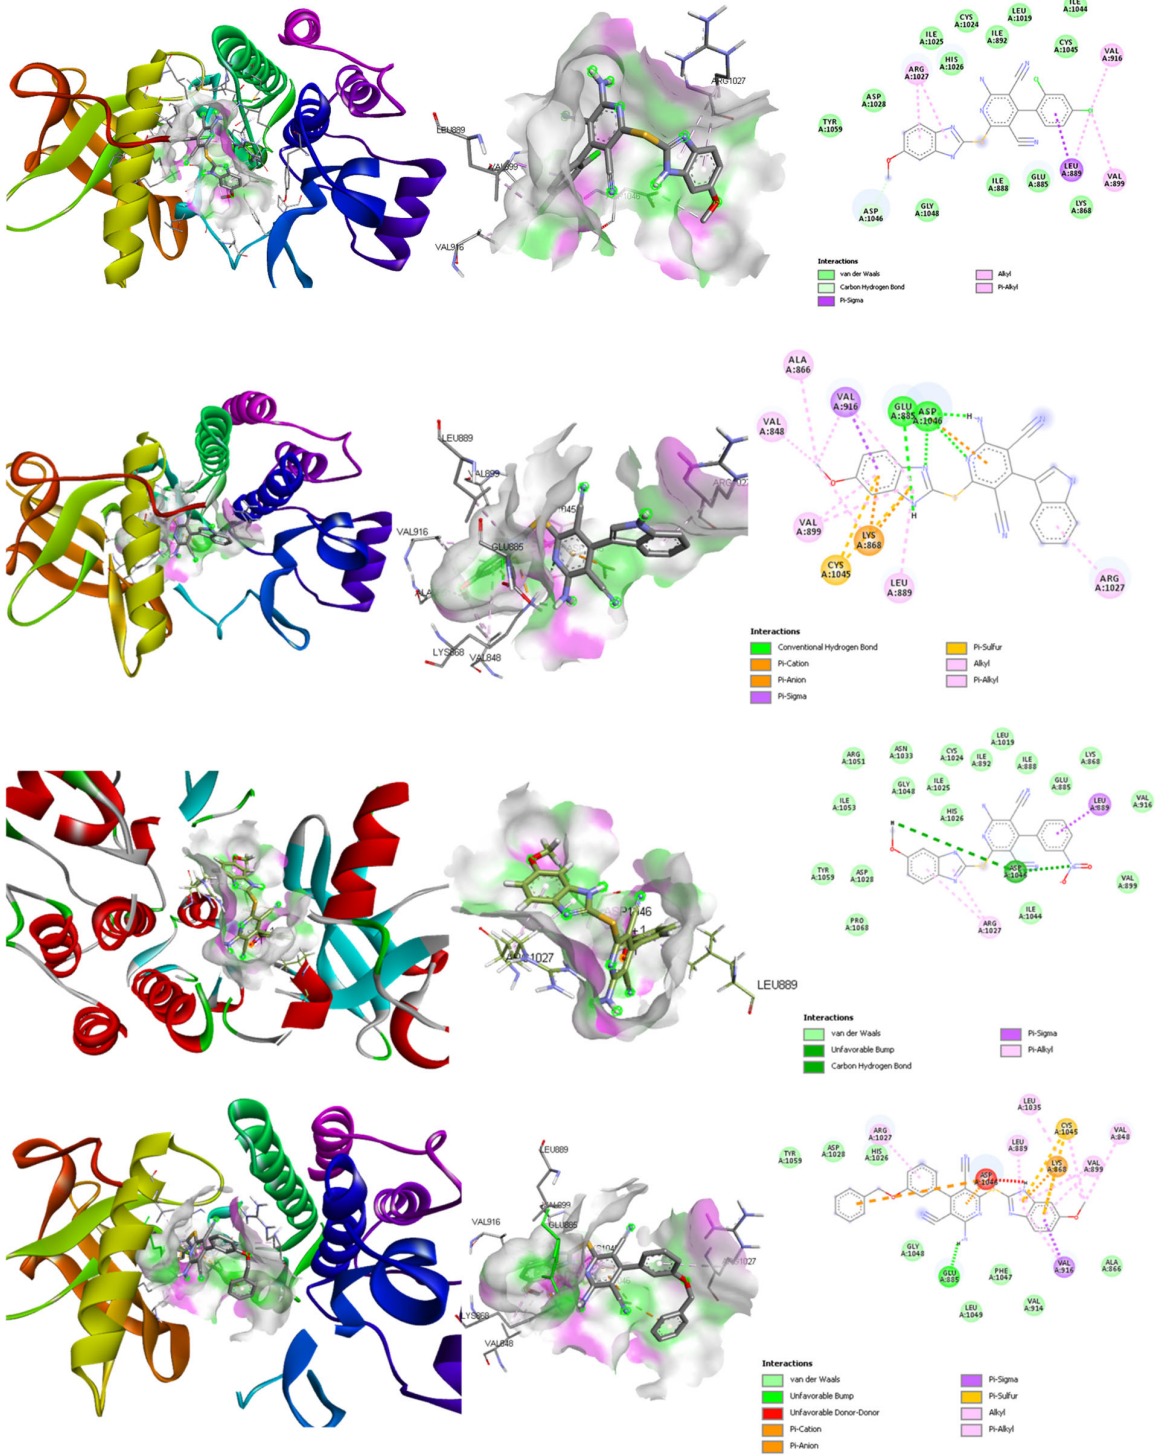 ARG1027
LEU889
VAL899
VAL916
ILE
A:1044
LEU
A:1019
CYS
A:1024
ILE
A:1025
ILE
A:892
CYS
A:1045
VAL
A:916
HIS
A:1026
ARG
A:1027
ASP
A:1028
TYR
A:1059
LEU
A:889
GLU
A:885
VAL
A:899
ILE
A:888
LYS
A:868
ASP
A:1046
GLY
A:1048
Interactions
van der Waals
Carbon Hydrogen Bond
Pi-Sigma
Alkyl
Pi-Alkyl
LEU889
VAL899
VAL916
GLU885
LYS868
VAL848
ALA
A:866
VAL
A:916
GLU
A:885
ASP
A:1046
H
VAL
A:848
H
VAL
A:899
LYS
A:868
CYS
A:1045
LEU
A:889
ARG
A:1027
Interactions
Conventional Hydrogen Bond
Pi-Cation
Pi-Anion
Pi-Sigma
Pi-Sulfur
Alkyl
Pi-Alkyl
LEU889
ARG
A:1051
ASN
A:1033
CYS
A:1024
LEU
A:1019
ILE
A:892
ILE
A:888
LYS
A:868
GLY
A:1048
ILE
A:1025
GLU
A:885
ILE
A:1053
HIS
A:1026
LEU
A:889
VAL
A:916
TYR
A:1059
ASP
A:1028
ASP
A:1046
VAL
A:899
PRO
A:1068
ARG
A:1027
ILE
A:1044
Interactions
van der Waals
Unfavorable Bump
Carbon Hydrogen Bond
Pi-Sigma
Pi-Alkyl
LEU889
VAL899
VAL916
GLU885
LYS868
VAL848
LEU
A:1035
CYS
A:1045
VAL
A:848
ARG
A:1027
HIS
A:1026
ASP
A:1028
TYR
A:1059
LEU
A:889
LYS
A:868
VAL
A:899
ASP
A:1046
GLY
A:1048
GLU
A:885
PHE
A:1047
VAL
A:916
ALA
A:866
LEU
A:1049
VAL
A:914
Interactions
van der Waals
Unfavorable Bump
Unfavorable Donor-Donor
Pi-Cation
Pi-Anion
Pi-Sigma
Pi-Sulfur
Alkyl
Pi-Alkyl